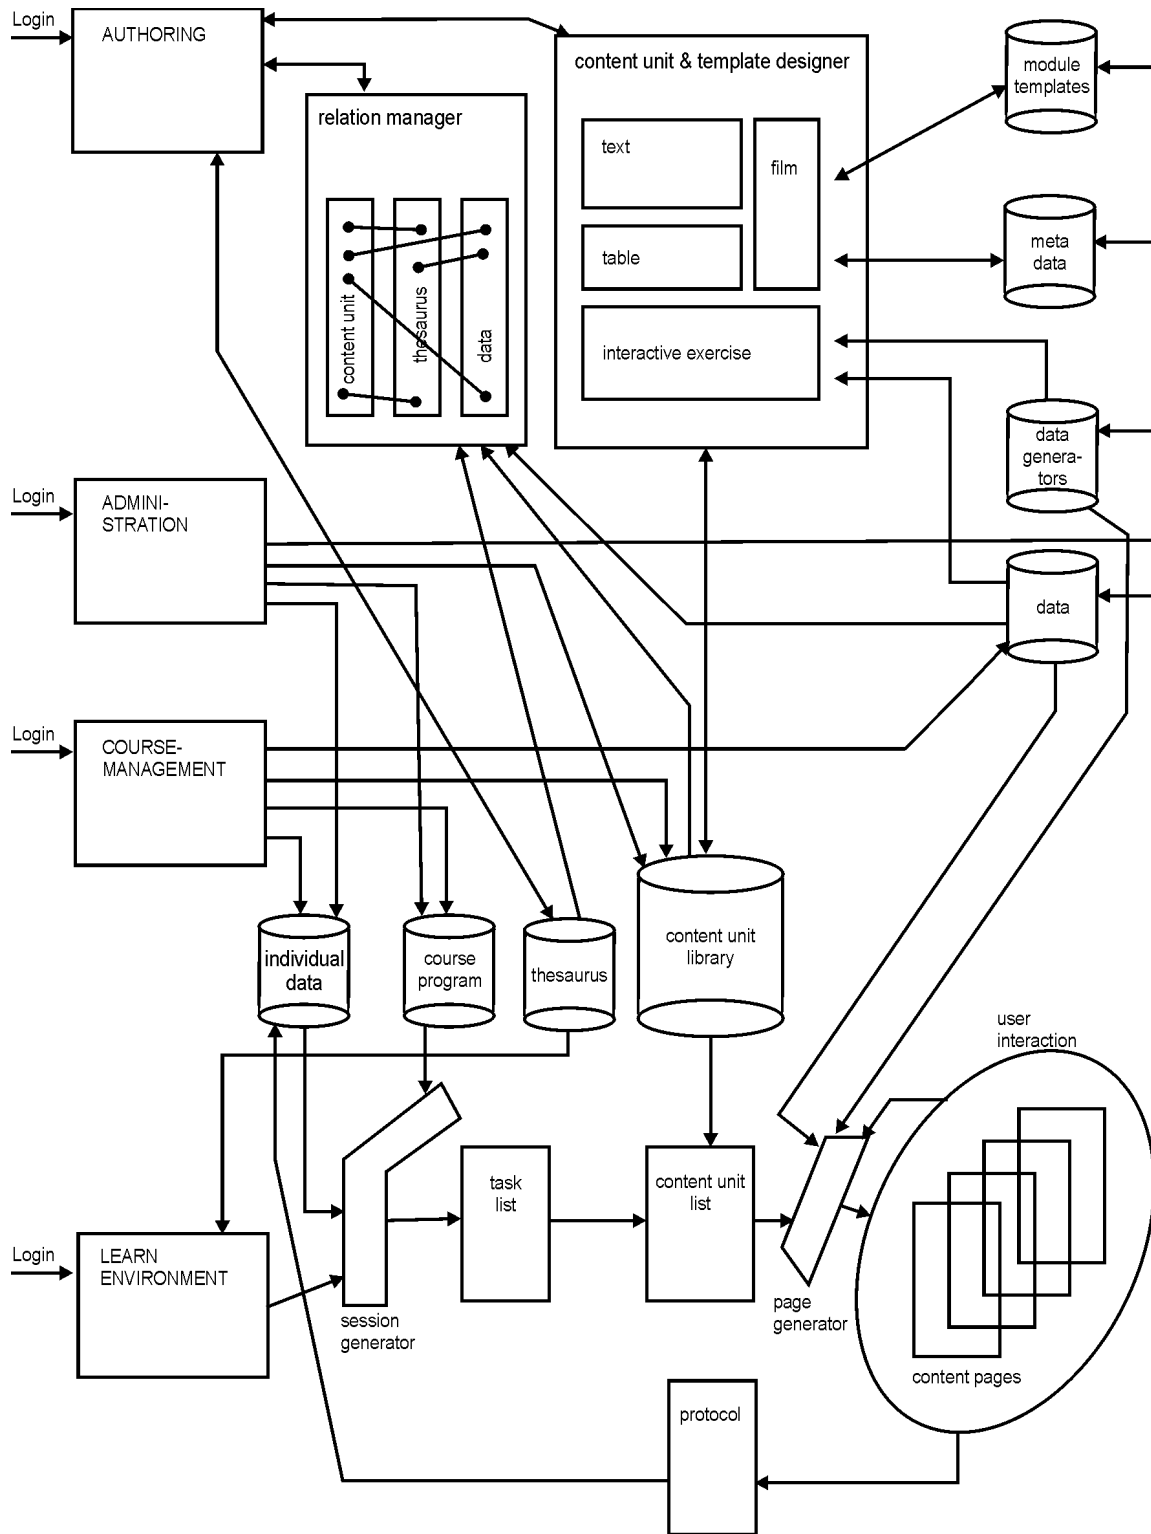 Login
AUTHORING
content unit & template designer
module
templates
relation manager
text
film
table
meta
data
content unit
thesaurus
data
interactive exercise
data
genera-
tors
Login
ADMINI-
STRATION
data
Login
COURSE-
MANAGEMENT
individual
data
course
program
thesaurus
content unit
library
user
interaction
task
list
content unit
list
Login
LEARN
ENVIRONMENT
session
generator
page
generator
content pages
protocol